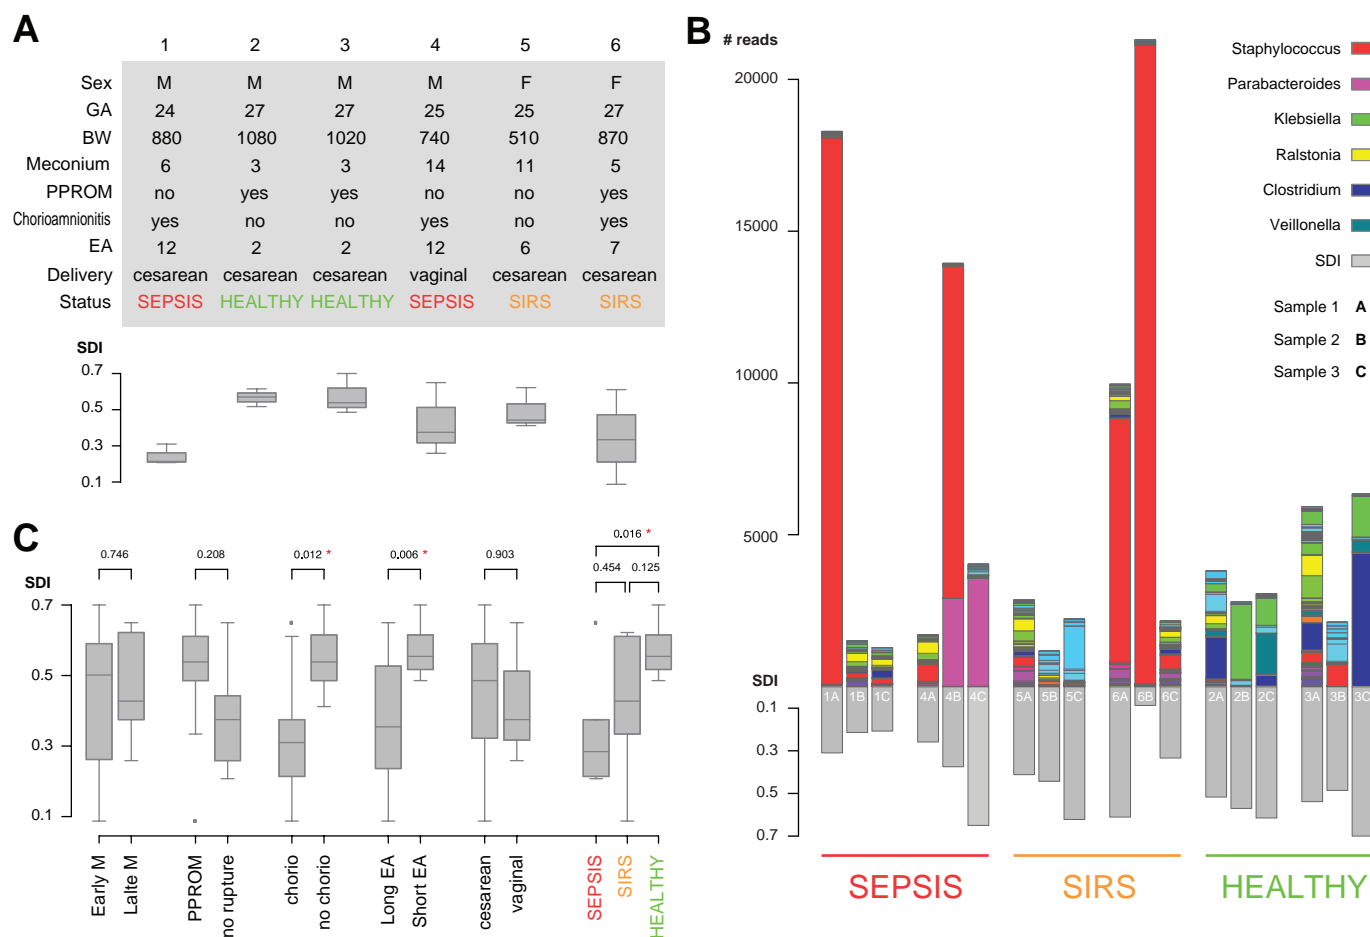 A
1 2 3 4 5 6
Sex M M M M F F
GA 24 27 27 25 25 27
BW 880 1080 1020 740 510 870
Meconium 6 3 3 14 11 5
PPROM no yes yes no no yes
Chorioamnionitis yes no no yes no yes
EA 12 2 2 12 6 7
Delivery cesarean cesarean cesarean vaginal cesarean cesarean
Status SEPSIS HEALTHY HEALTHY SEPSIS SIRS SIRS
SDI
0.7
0.5
0.3
0.1
B
# reads
20000
15000
10000
5000
Staphylococcus
Parabacteroides
Klebsiella
Ralstonia
Clostridium
Veillonella
SDI
Sample 1 A
Sample 2 B
Sample 3 C
SDI
0.1
0.3
0.5
0.7
1A 1B 1C 4A 4B 4C 5A 5B 5C 6A 6B 6C 2A 2B 2C 3A 3B 3C
SEPSIS SIRS HEALTHY
C
0.016 *
0.746 0.208 0.012 * 0.006 * 0.903 0.454 0.125
SDI
0.7
0.5
0.3
0.1
Early M
Lalte M
PPROM
no rupture
chorio
no chorio
Long EA
Short EA
cesarean
vaginal
SEPSIS
SIRS
HEALTHY